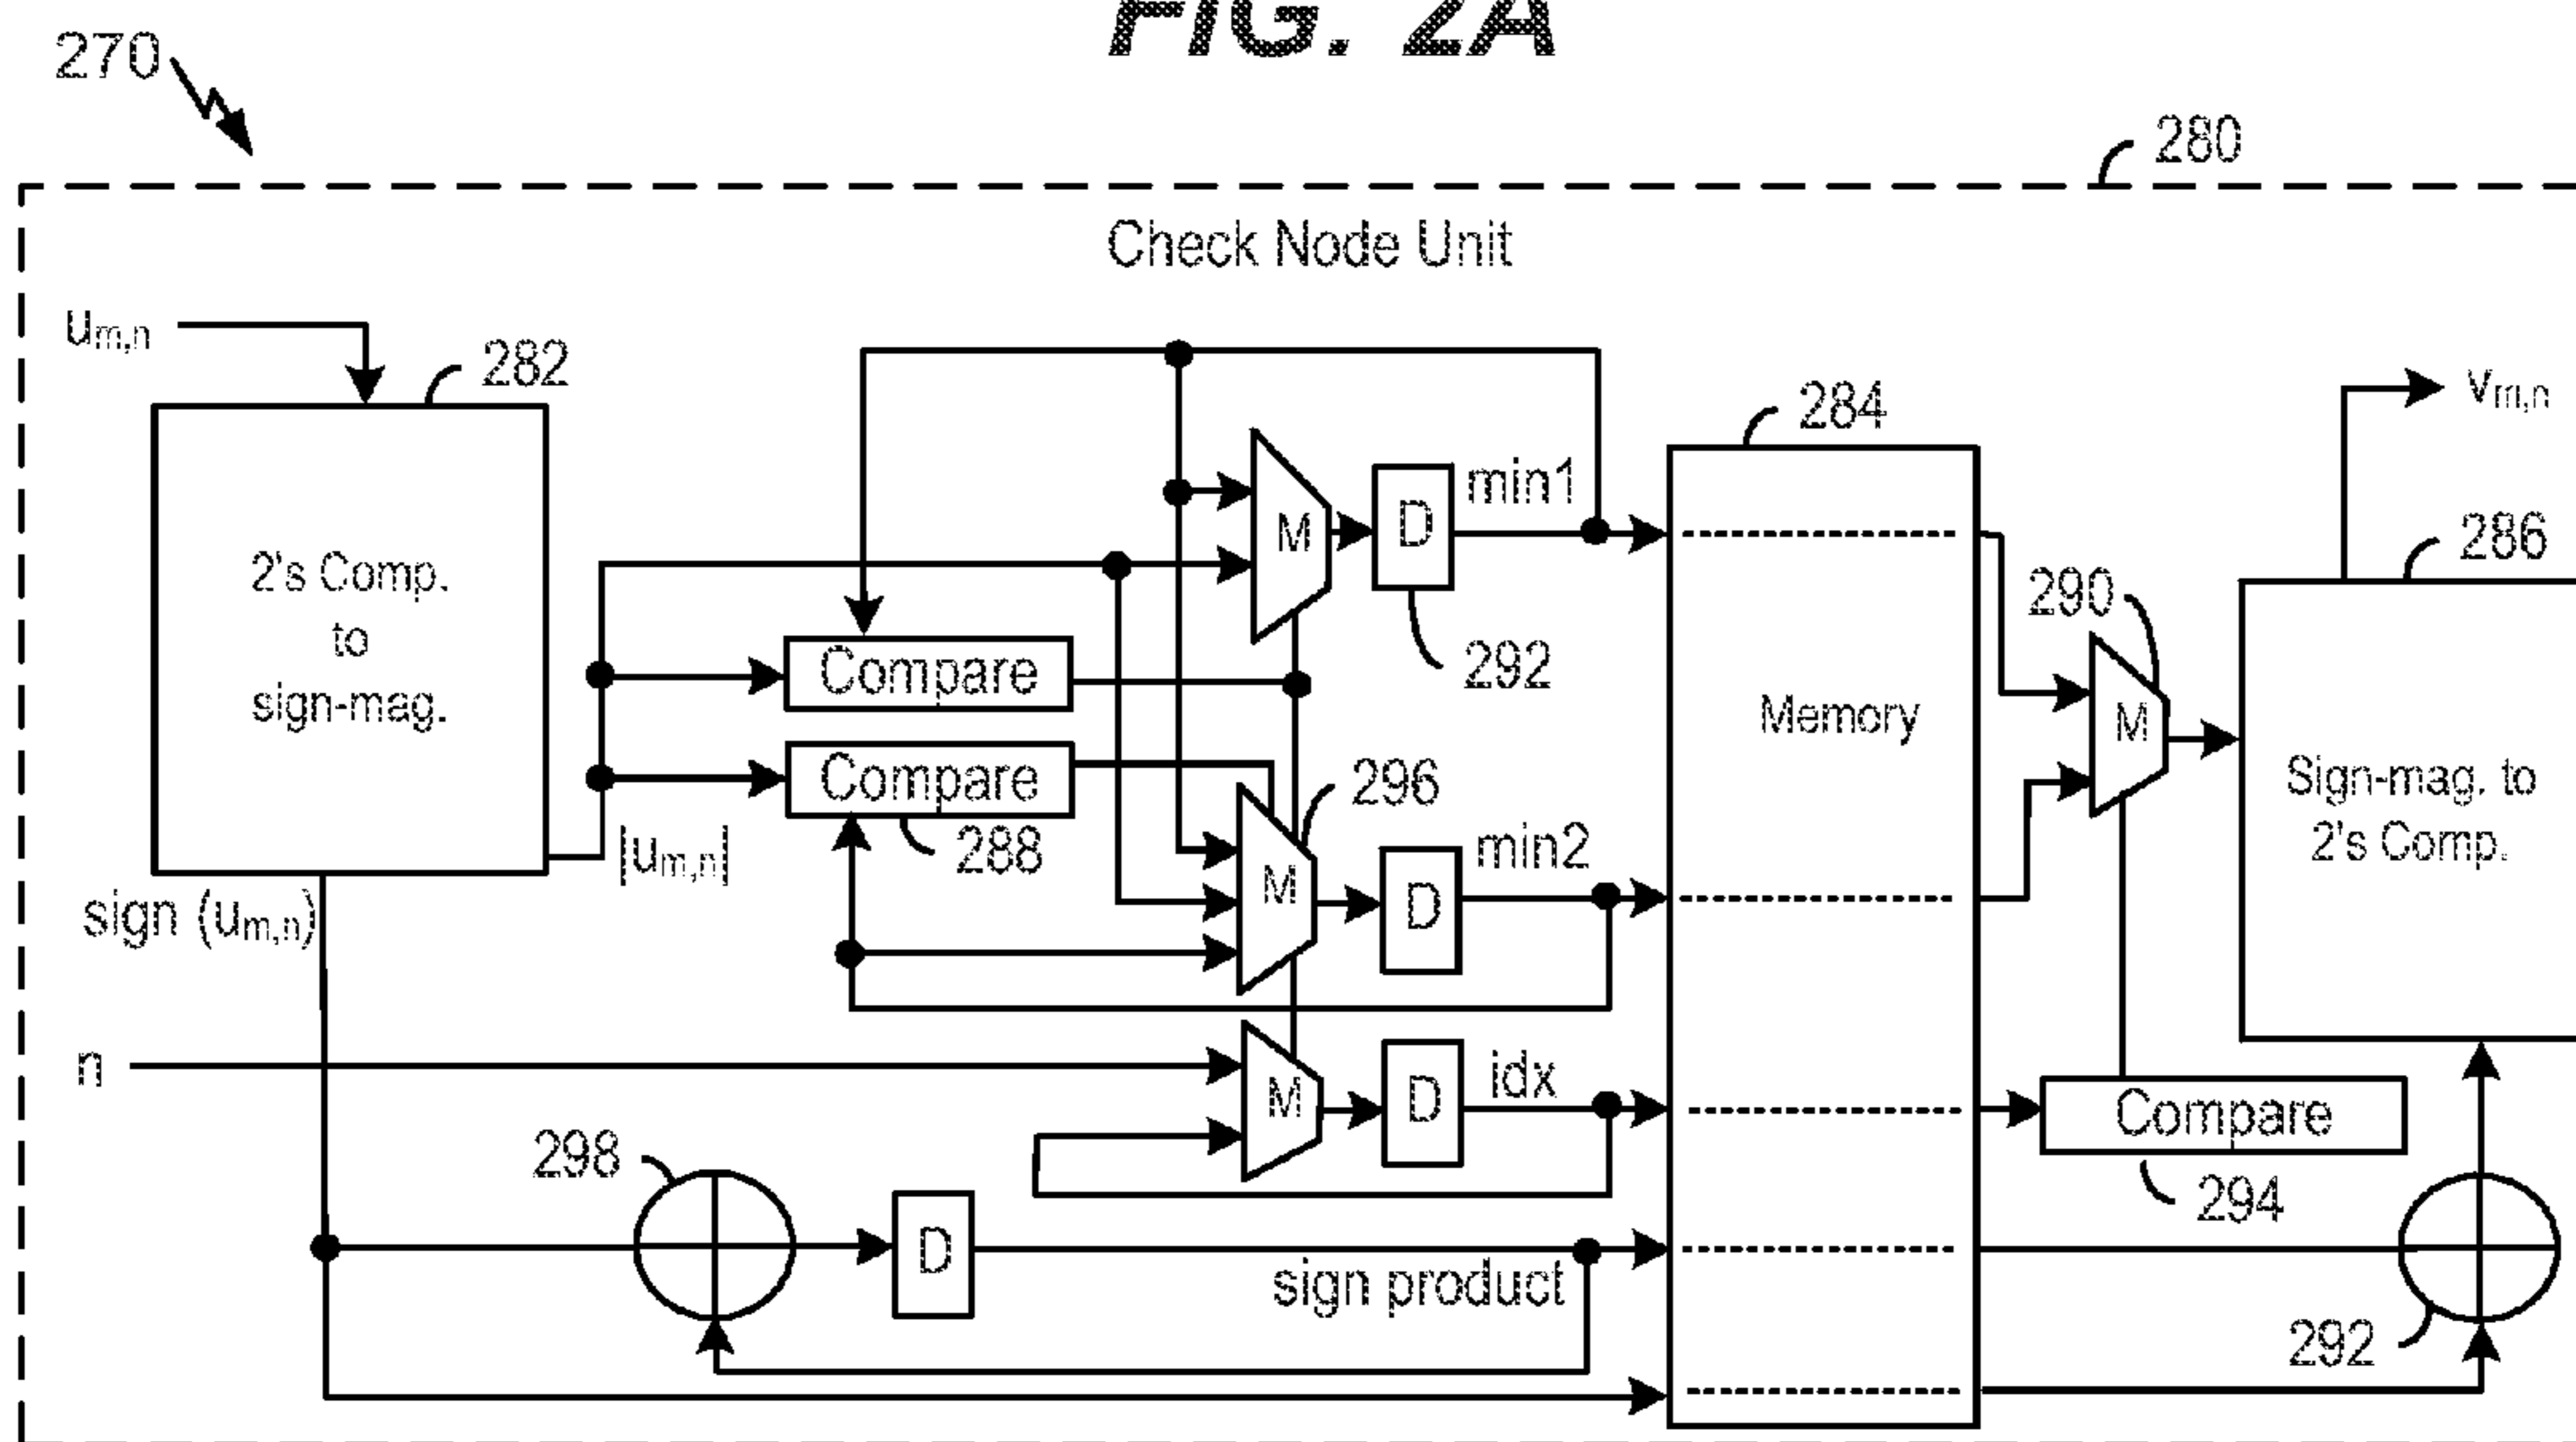 FIG. 2A
270
280
Check Node Unit
um,n
282
284
vm,n
min1
M
D
286
290
2's Comp.
to
sign-mag.
Compare
292
Memory
M
Compare
296
Sign-mag. to
2's Comp.
288
|um,n|
min2
M
D
sign (um,n)
n
idx
M
D
Compare
298
294
D
sign product
292